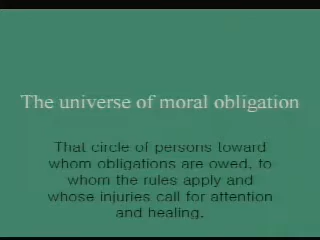 The universe of moral obligation
That circle of persons toward
whom obligations are owed, to
whom the rules apply and
whose injuries call for attention
and healing.